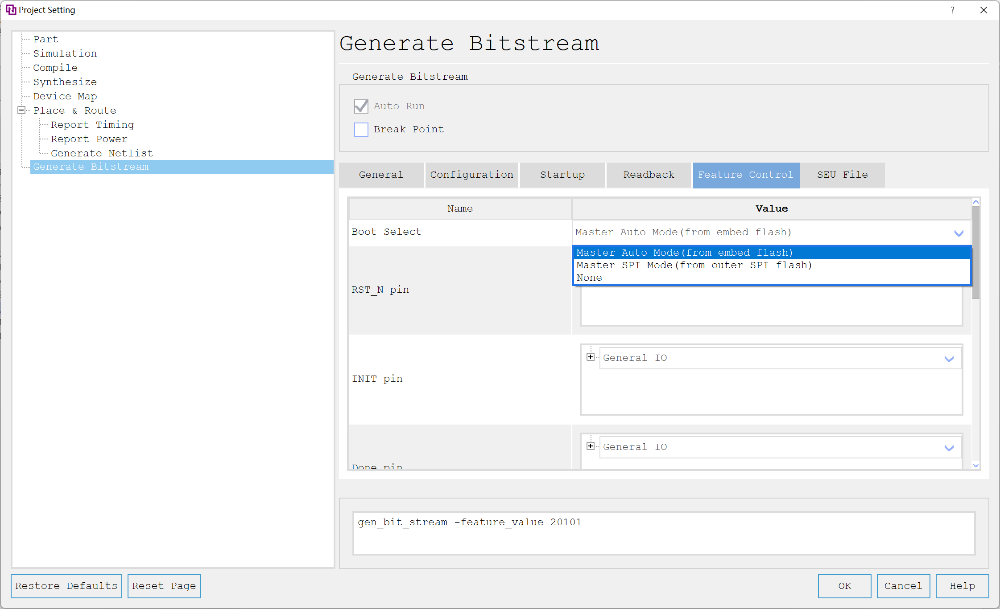 Project Setting
?
Part
Simulation
Compile
Synthesize
Device Map
Place & Route
Report Timing
Report Power
Generate Netlist
Generate Bitstream
Generate Bitstream
Generate Bitstream
Auto Run
Break Point
General Configuration Startup Readback Feature Control SEU File
Name Value
Boot Select Master Auto Mode(from embed flash)
Master Auto Mode(from embed flash)
Master SPI Mode(from outer SPI flash)
None
RST_N pin
General IO
INIT pin
General IO
Done pin
gen_bit_stream -feature_value 20101
Restore Defaults Reset Page OK Cancel Help